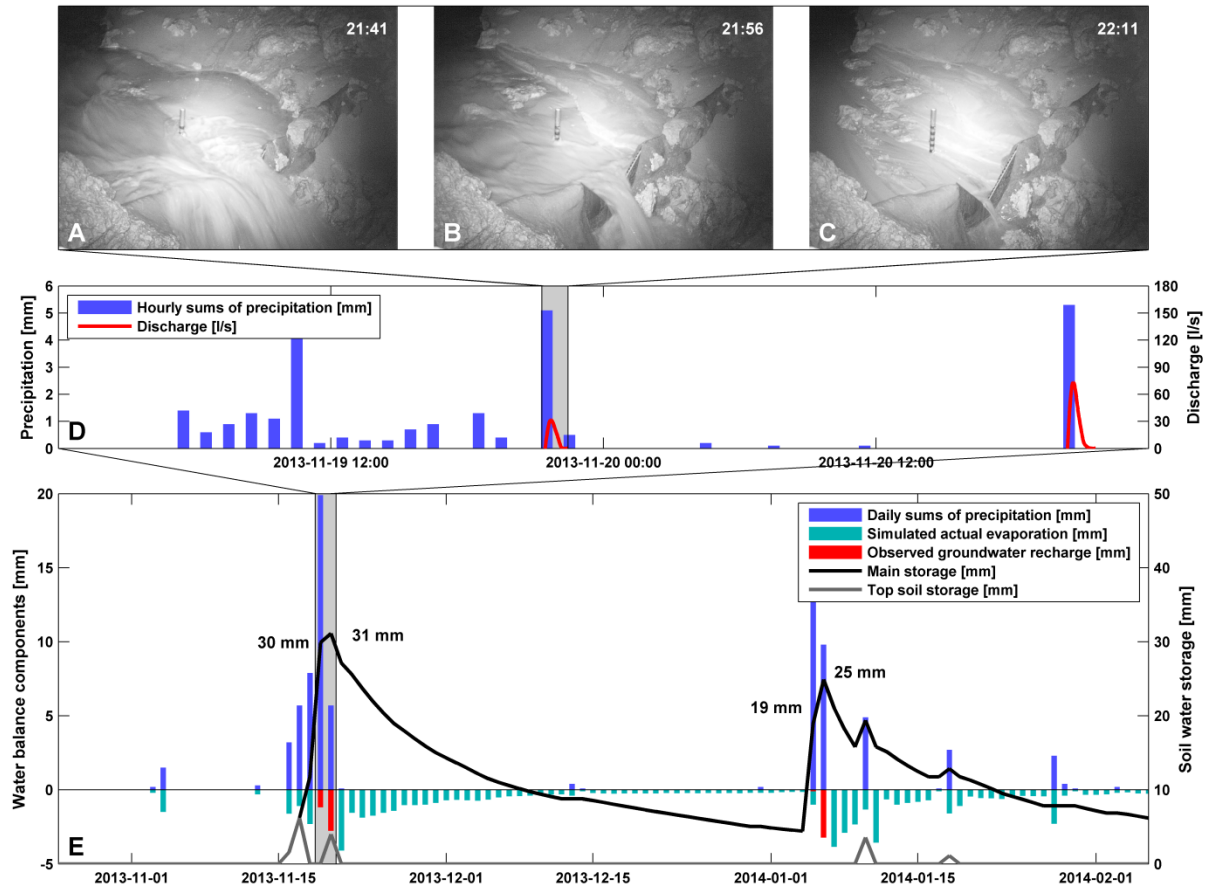 21:41
21:56
22:11
A
B
C
Precipitation [mm]
6
5
4
3
2
1
0
Hourly sums of precipitation [mm]
Discharge [l/s]
D
180
150
120
90
60
30
0
Discharge [l/s]
2013-11-19 12:00
2013-11-20 00:00
2013-11-20 12:00
Water balance components [mm]
20
15
10
5
0
-5
Daily sums of precipitation [mm]
Simulated actual evaporation [mm]
Observed groundwater recharge [mm]
Main storage [mm]
Top soil storage [mm]
30 mm
31 mm
19 mm
25 mm
E
50
40
30
20
10
0
Soil water storage [mm]
2013-11-01
2013-11-15
2013-12-01
2013-12-15
2014-01-01
2014-01-15
2014-02-01